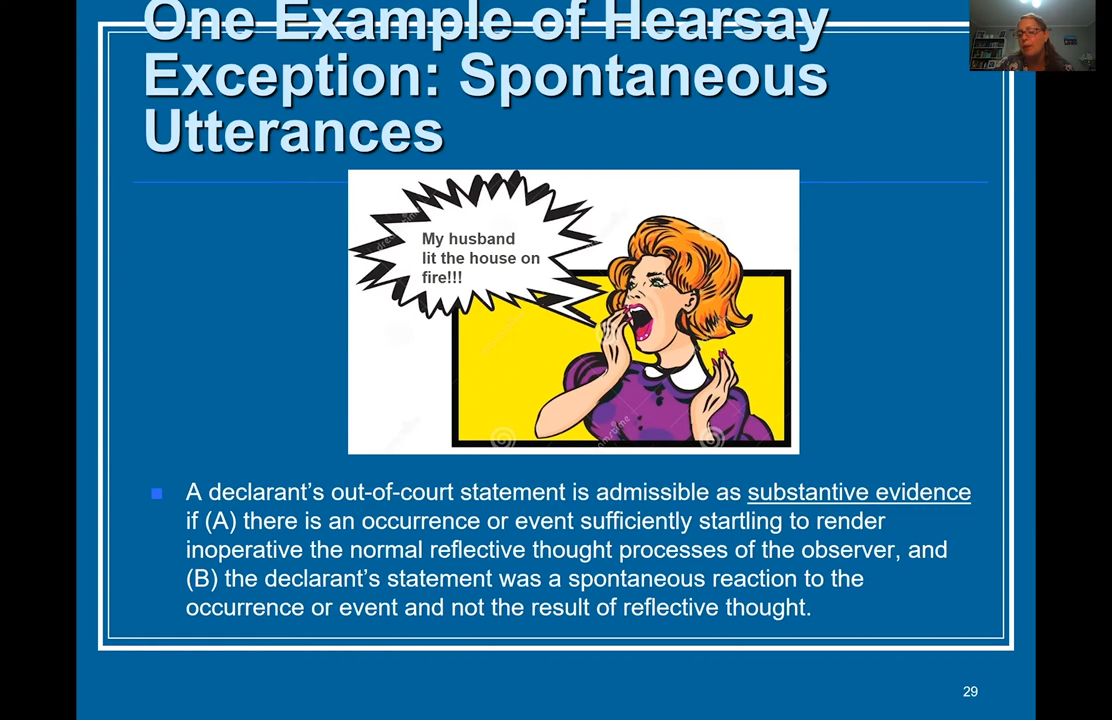 One Example of Hearsay
Exception: Spontaneous
Utterances
My husband
lit the house on
fire!!!
A declarant’s out-of-court statement is admissible as substantive evidence
if (A) there is an occurrence or event sufficiently startling to render
inoperative the normal reflective thought processes of the observer, and
(B) the declarant’s statement was a spontaneous reaction to the
occurrence or event and not the result of reflective thought.
29